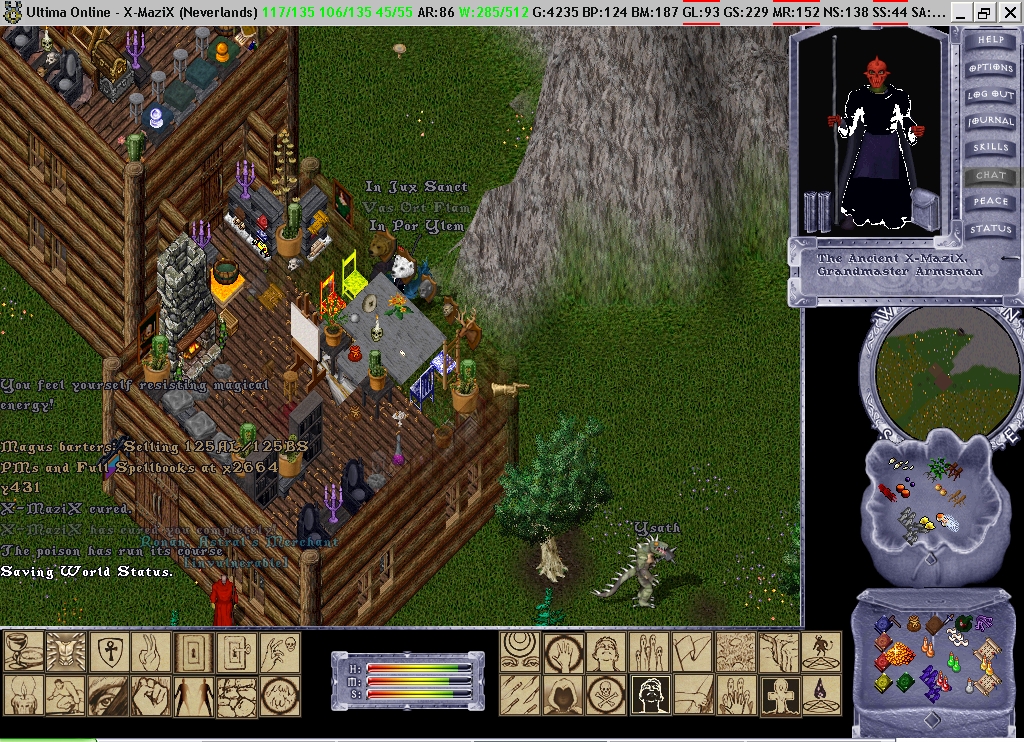 Ultima Online - X-MaziX (Neverlands) 117/135 106/135 45/55 AR:86 W:285/512 G:4235 BP:124 BM:187 GL:93 GS:229 MR:152 NS:138 SS:44 SA:...
HELP
OPTIONS
LOG OUT
JOURNAL
SKILLS
CHAT
PEACE
STATUS
The Ancient X-MaziX,
Grandmaster Armsman
In Jux Sanct
Vas Ort Flam
In Por Ylem
You feel yourself resisting magical
energy!
Magus barters: Selling 125AL/125BS
PMs and Full Spellbooks at x2664
y431
X-MaziX cured.
X-MaziX has cured you completely!
Ronan, Astral's Merchant
The poison has run its course
[invulnerable]
Saving World Status.
Ysath
W
N
S
E
H:
M:
S: